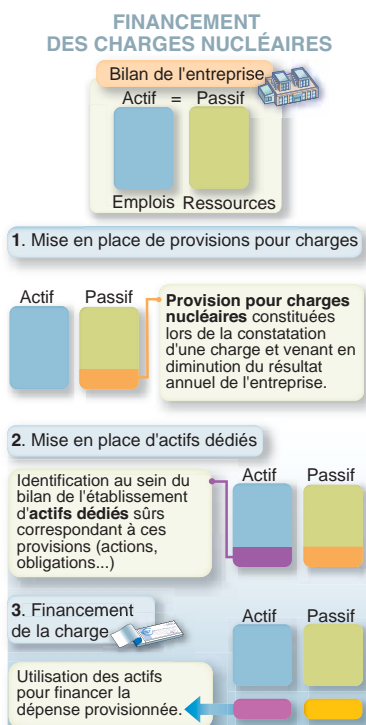 FINANCEMENT
DES CHARGES NUCLÉAIRES
Bilan de l'entreprise
Actif = Passif
Emplois Ressources
1. Mise en place de provisions pour charges
Actif Passif
Provision pour charges
nucléaires constituées
lors de la constatation
d'une charge et venant en
diminution du résultat
annuel de l'entreprise.
2. Mise en place d'actifs dédiés
Identification au sein du
bilan de l'établissement
d'actifs dédiés sûrs
correspondant à ces
provisions (actions,
obligations...)
Actif Passif
3. Financement
de la charge
Actif Passif
Utilisation des actifs
pour financer la
dépense provisionnée.